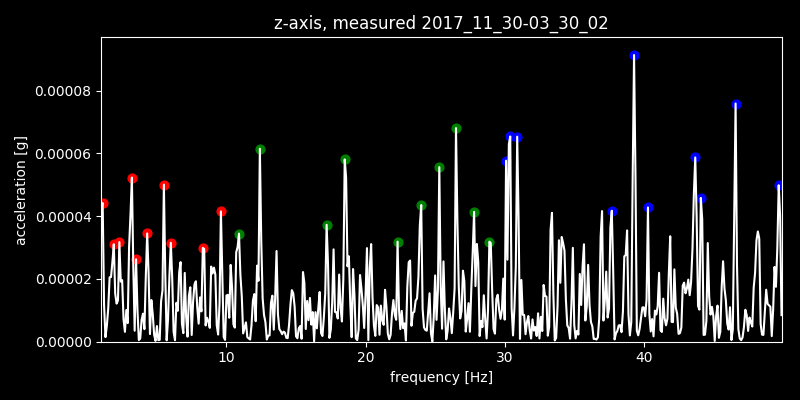 z-axis, measured 2017_11_30-03_30_02
acceleration [g]
0.00008
0.00006
0.00004
0.00002
0.00000
10 20 30 40
frequency [Hz]